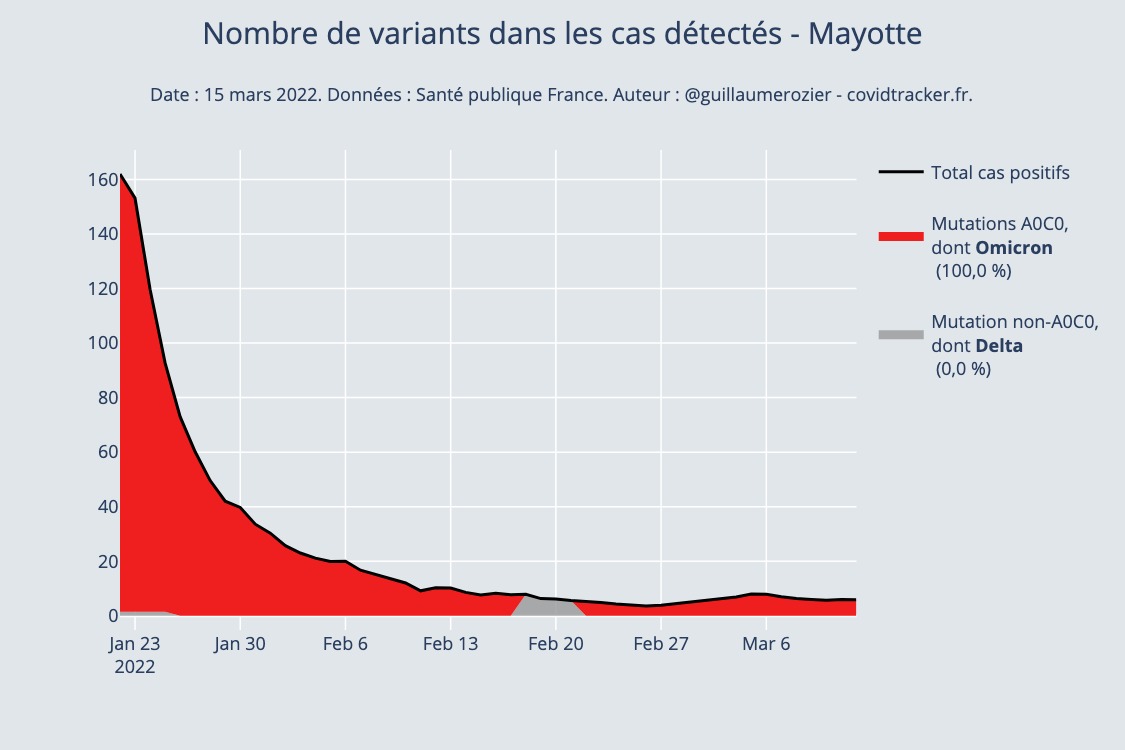 Nombre de variants dans les cas détectés - Mayotte
Date : 15 mars 2022. Données : Santé publique France. Auteur : @guillaumerozier - covidtracker.fr.
160
140
120
100
80
60
40
20
0
Jan 23
2022
Jan 30
Feb 6
Feb 13
Feb 20
Feb 27
Mar 6
Total cas positifs
Mutations A0C0,
dont Omicron
(100,0 %)
Mutation non-A0C0,
dont Delta
(0,0 %)